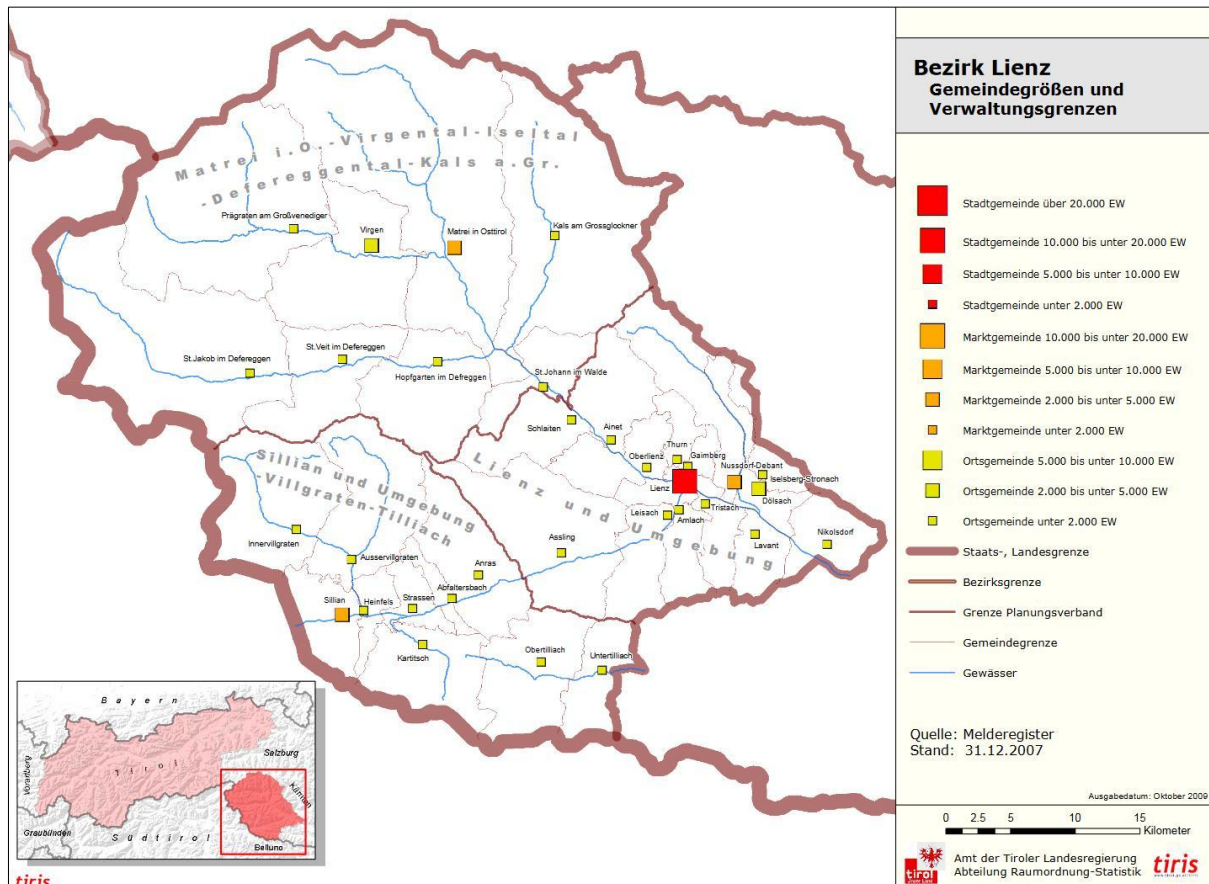 Bezirk Lienz
Gemeindegrößen und
Verwaltungsgrenzen
Stadtgemeinde über 20.000 EW
Stadtgemeinde 10.000 bis unter 20.000 EW
Stadtgemeinde 5.000 bis unter 10.000 EW
Stadtgemeinde unter 2.000 EW
Marktgemeinde 10.000 bis unter 20.000 EW
Marktgemeinde 5.000 bis unter 10.000 EW
Marktgemeinde 2.000 bis unter 5.000 EW
Marktgemeinde unter 2.000 EW
Ortsgemeinde 5.000 bis unter 10.000 EW
Ortsgemeinde 2.000 bis unter 5.000 EW
Ortsgemeinde unter 2.000 EW
Staats-, Landesgrenze
Bezirksgrenze
Grenze Planungsverband
Gemeindegrenze
Gewässer
Quelle: Melderegister
Stand: 31.12.2007
Ausgabedatum: Oktober 2009
0 2.5 5 10 15
Kilometer
tirol
Amt der Tiroler Landesregierung
Abteilung Raumordnung-Statistik
tiris
Matrei i.O.-Virgental-Iseltal
-Defereggental-Kals a.Gr.
Prägraten am Großvenediger
Virgen
Matrei in Osttirol
Kals am Grossglockner
St.Jakob im Defereggen
St.Veit im Defereggen
Hopfgarten im Defreggen
St.Johann im Walde
Schlaiten
Ainet
Thurn
Gaimberg
Oberlienz
Nussdorf-Debant
Iselsberg-Stronach
Lienz
Dölsach
Leisach
Amlach
Tristach
Lavant
Nikolsdorf
Assling
Lienz und Umgebung
Sillian und Umgebung
-Villgraten-Tilliach
Innervillgraten
Ausservillgraten
Anras
Abfaltersbach
Strassen
Heinfels
Sillian
Kartitsch
Obertilliach
Untertilliach
Bayern
Salzburg
Vorarlberg
Tirol
Kärnten
Graubünden
Südtirol
Belluno
tiris